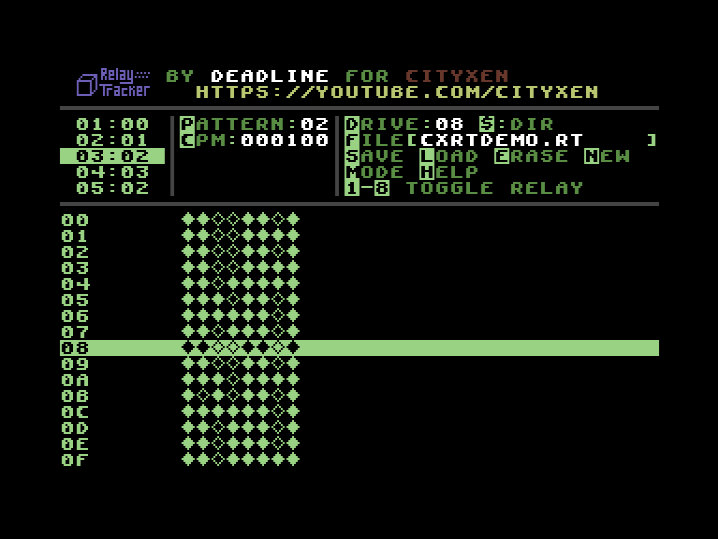 Relay
Tracker
BY DEADLINE FOR CITYXEN
HTTPS://YOUTUBE.COM/CITYXEN
01:00
02:01
03:02
04:03
05:02
PATTERN:02
CPM:000100
DRIVE:08 $:DIR
FILE[CXRTDEMO.RT ]
SAVE LOAD ERASE NEW
MODE HELP
1-8 TOGGLE RELAY
00
01
02
03
04
05
06
07
08
09
0A
0B
0C
0D
0E
0F